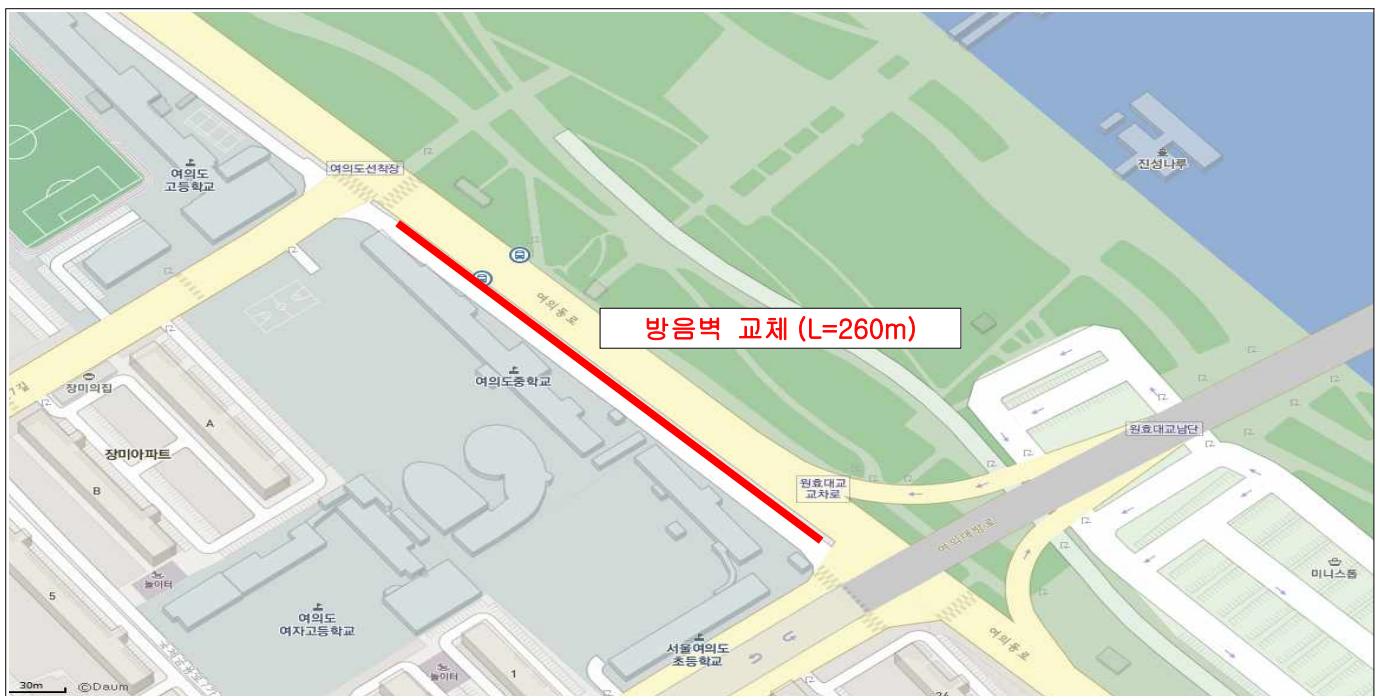 여의도
고등학교
여의도선착장
진성나루
여의동로
방음벽 교체 (L=260m)
여의도중학교
장미의집
A
장미아파트
B
원효대교남단
원효대교
교차로
여의대방로
미니스톱
놀이터
5
여의도
여자고등학교
서울여의도
초등학교
여의동로
놀이터
1
30m
©Daum